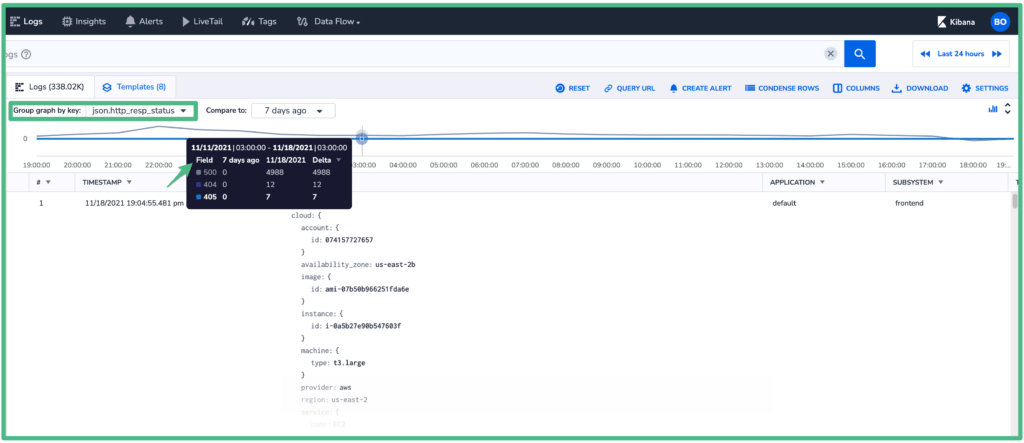 Logs Insights Alerts LiveTail Tags Data Flow Kibana BO
ogs Last 24 hours
Logs (338.02K) Templates (8) RESET QUERY URL CREATE ALERT CONDENSE ROWS COLUMNS DOWNLOAD SETTINGS
Group graph by key: json.http_resp_status Compare to: 7 days ago
0
19:00:00 20:00:00 21:00:00 22:00:00 03:00:00 04:00:00 05:00:00 06:00:00 07:00:00 08:00:00 09:00:00 10:00:00 11:00:00 12:00:00 13:00:00 14:00:00 15:00:00 16:00:00 17:00:00 18:00:00 19:...
11/11/2021 | 03:00:00 - 11/18/2021 | 03:00:00
Field 7 days ago 11/18/2021 Delta
500 0 4988 4988
404 0 12 12
405 0 7 7
# TIMESTAMP APPLICATION SUBSYSTEM T
1 11/18/2021 19:04:55.481 pm default frontend
cloud: {
account: {
id: 074157727657
}
availability_zone: us-east-2b
image: {
id: ami-07b50b966251fda6e
}
instance: {
id: i-0a5b27e90b547603f
}
machine: {
type: t3.large
}
provider: aws
region: us-east-2
service: {